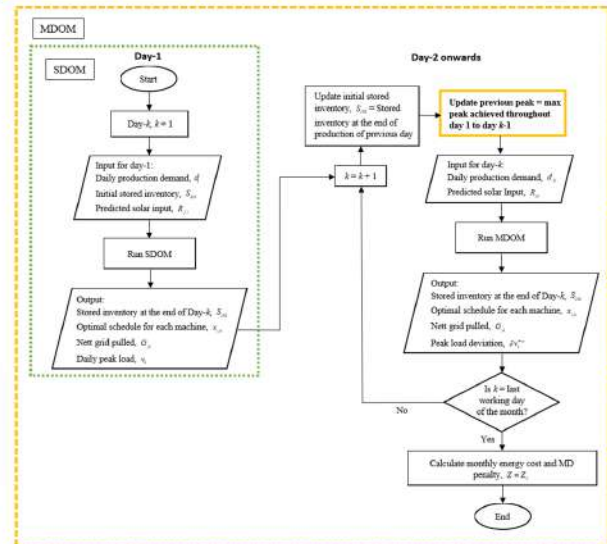 MDOM
SDOM
Day-1
Start
Day-k, k = 1
Input for day-1:
Daily production demand,
Initial stored inventory,
Predicted solar input,
Run SDOM
Output:
Stored inventory at the end of Day-k,
Optimal schedule for each machine,
Nett grid pulled,
Daily peak load,
Day-2 onwards
Update initial stored
inventory, = Stored
inventory at the end of
production of previous day
k = k + 1
Update previous peak = max
peak achieved throughout
day 1 to day k-1
Input for day-k:
Daily production demand,
Predicted solar Input,
Run MDOM
Output:
Stored inventory at the end of Day-k,
Optimal schedule for each machine,
Nett grid pulled,
Peak load deviation,
Is k = last
working day
of the month?
No
Yes
Calculate monthly energy cost and MD
penalty,
End